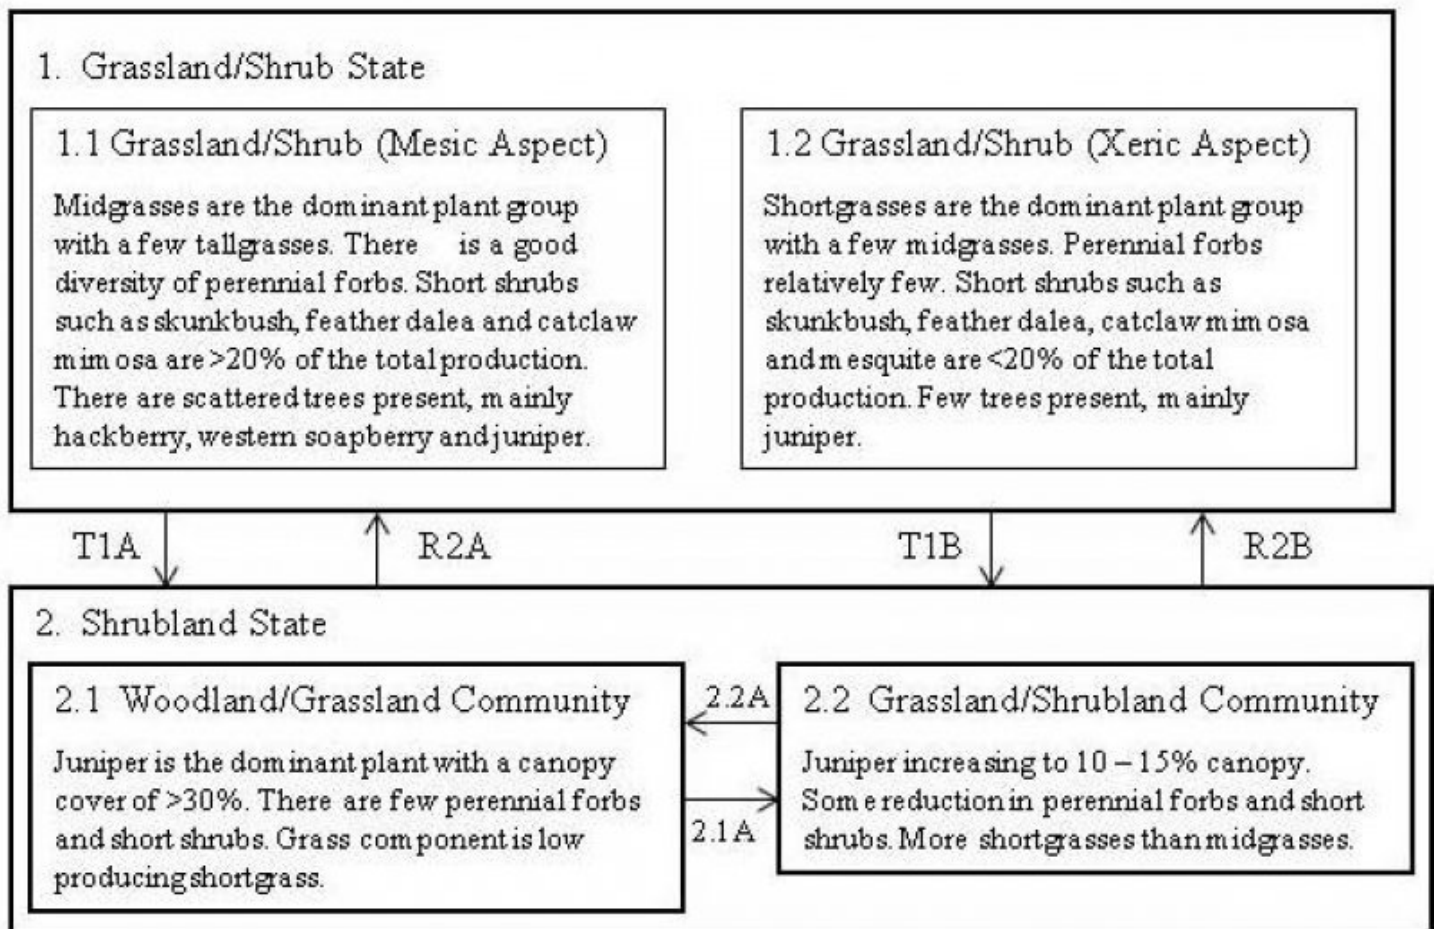 1. Grassland/Shrub State
1.1 Grassland/Shrub (Mesic Aspect)
Midgrasses are the dominant plant group
with a few tallgrasses. There is a good
diversity of perennial forbs. Short shrubs
such as skunkbush, feather dalea and catclaw
mimosa are >20% of the total production.
There are scattered trees present, mainly
hackberry, western soapberry and juniper.
1.2 Grassland/Shrub (Xeric Aspect)
Shortgrasses are the dominant plant group
with a few midgrasses. Perennial forbs
relatively few. Short shrubs such as
skunkbush, feather dalea, catclaw mimosa
and mesquite are <20% of the total
production. Few trees present, mainly
juniper.
T1A
R2A
T1B
R2B
2. Shrubland State
2.1 Woodland/Grassland Community
Juniper is the dominant plant with a canopy
cover of >30%. There are few perennial forbs
and short shrubs. Grass component is low
producing shortgrass.
2.2A
2.1A
2.2 Grassland/Shrubland Community
Juniper increasing to 10 – 15% canopy.
Some reduction in perennial forbs and short
shrubs. More shortgrasses than midgrasses.